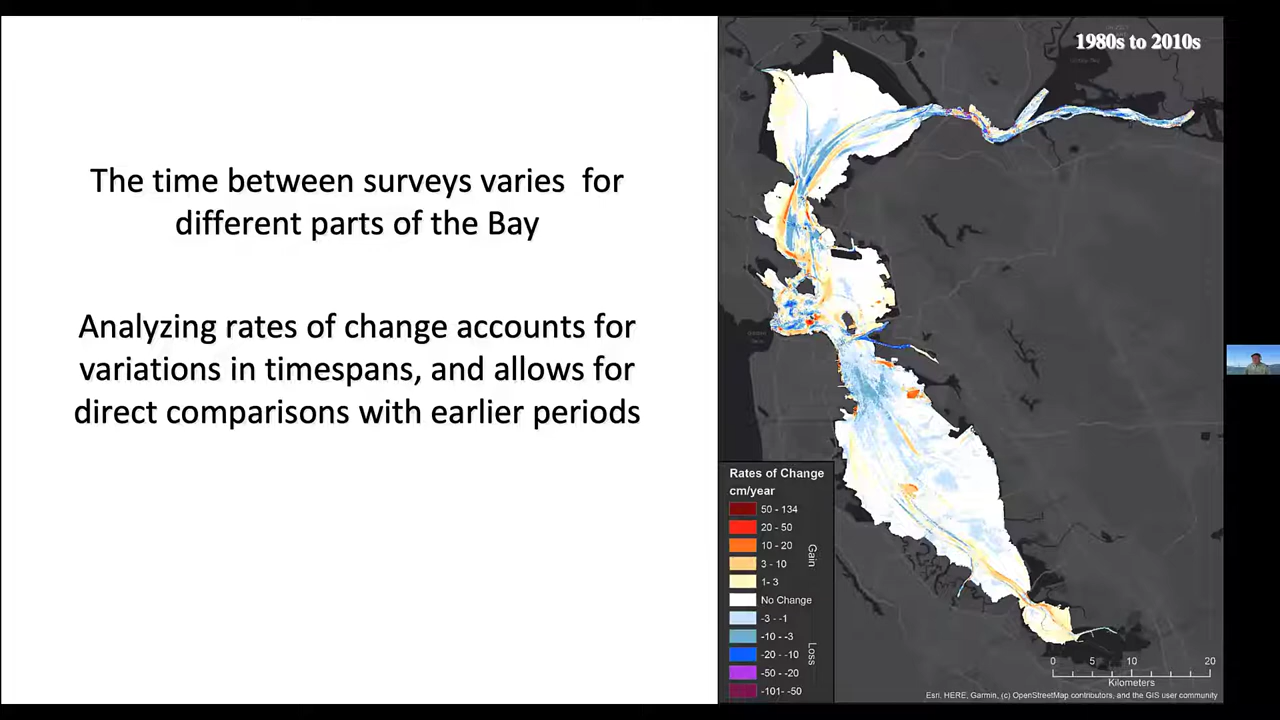 The time between surveys varies for
different parts of the Bay
Analyzing rates of change accounts for
variations in timespans, and allows for
direct comparisons with earlier periods
1980s to 2010s
Rates of Change
cm/year
50 - 134
20 - 50
10 - 20
3 - 10
1- 3
No Change
-3 - -1
-10 - -3
-20 - -10
-50 - -20
-101- -50
Gain
Loss
0 5 10 20
Kilometers
Esri, HERE, Garmin, (c) OpenStreetMap contributors, and the GIS user community